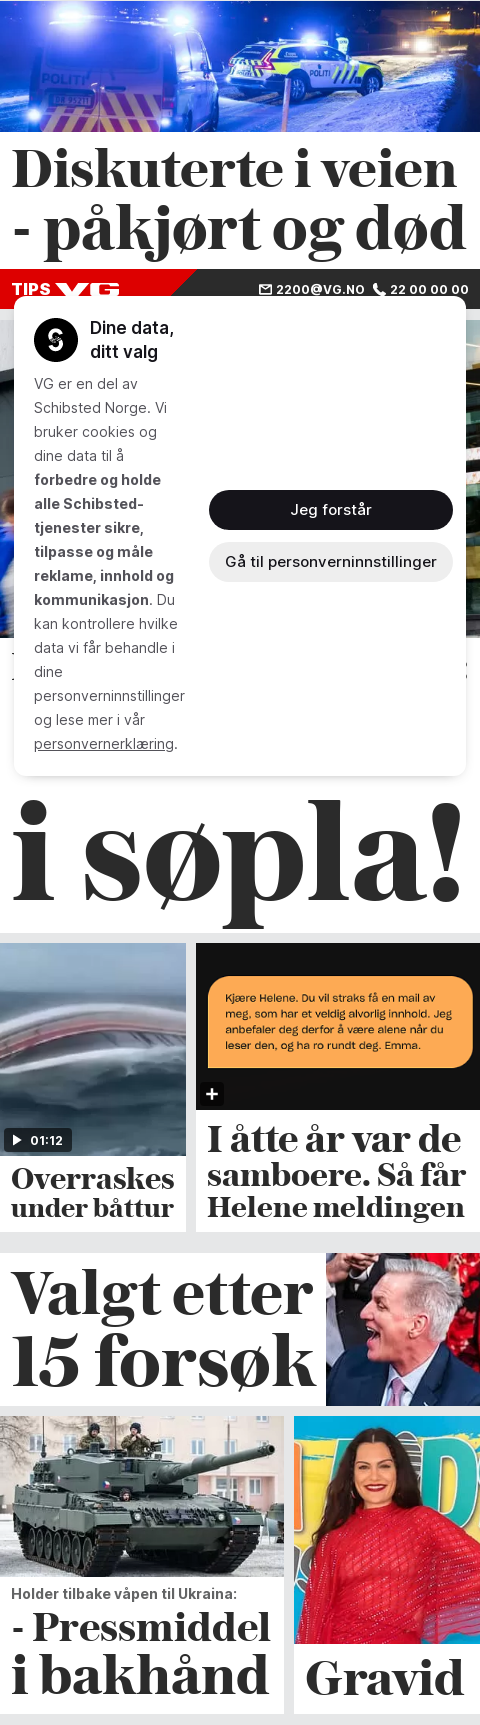 POLITI
POLITI
Diskuterte i veien
- påkjørt og død
TIPS VG
2200@VG.NO 22 00 00 00
Dine data,
ditt valg
VG er en del av
Schibsted Norge. Vi
bruker cookies og
dine data til å
forbedre og holde
alle Schibsted-
tjenester sikre,
tilpasse og måle
reklame, innhold og
kommunikasjon. Du
kan kontrollere hvilke
data vi får behandle i
dine
personverninnstillinger
og lese mer i vår
personvernerklæring.
Jeg forstår
Gå til personverninnstillinger
i søpla!
Kjære Helene. Du vil straks få en mail av
meg, som har et veldig alvorlig innhold. Jeg
anbefaler deg derfor å være alene når du
leser den, og ha ro rundt deg. Emma.
01:12
Overraskes
under båttur
I åtte år var de
samboere. Så får
Helene meldingen
Valgt etter
15 forsøk
Holder tilbake våpen til Ukraina:
- Pressmiddel
i bakhånd
Gravid